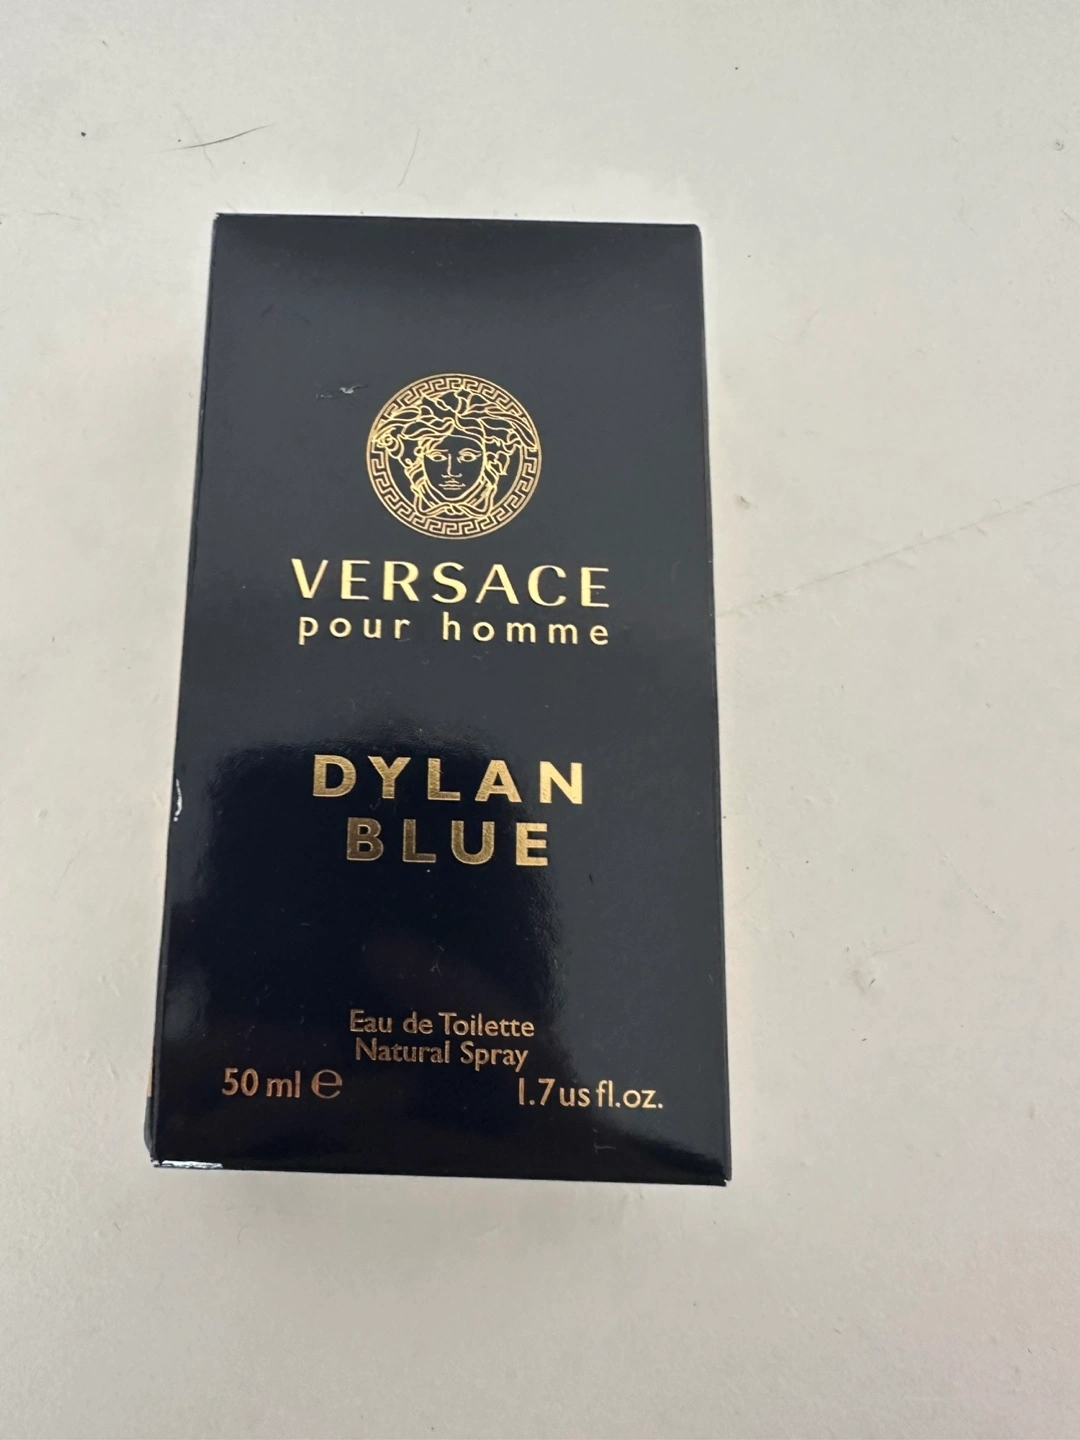 VERSACE
pour homme
DYLAN
BLUE
Eau de Toilette
Natural Spray
50 ml ℮ 1.7 us fl.oz.